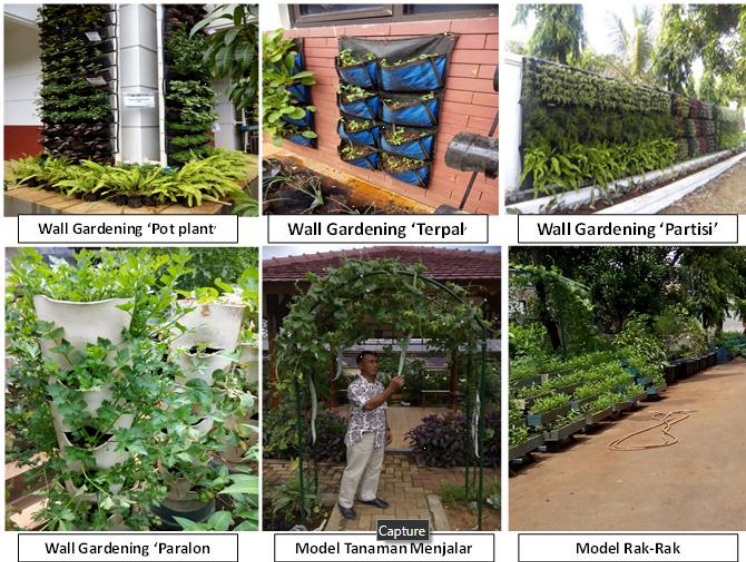 Wall Gardening ‘Pot plant’
Wall Gardening ‘Terpal’
Wall Gardening ‘Partisi’
Wall Gardening ‘Paralon
Model Tanaman Menjalar
Capture
Model Rak-Rak